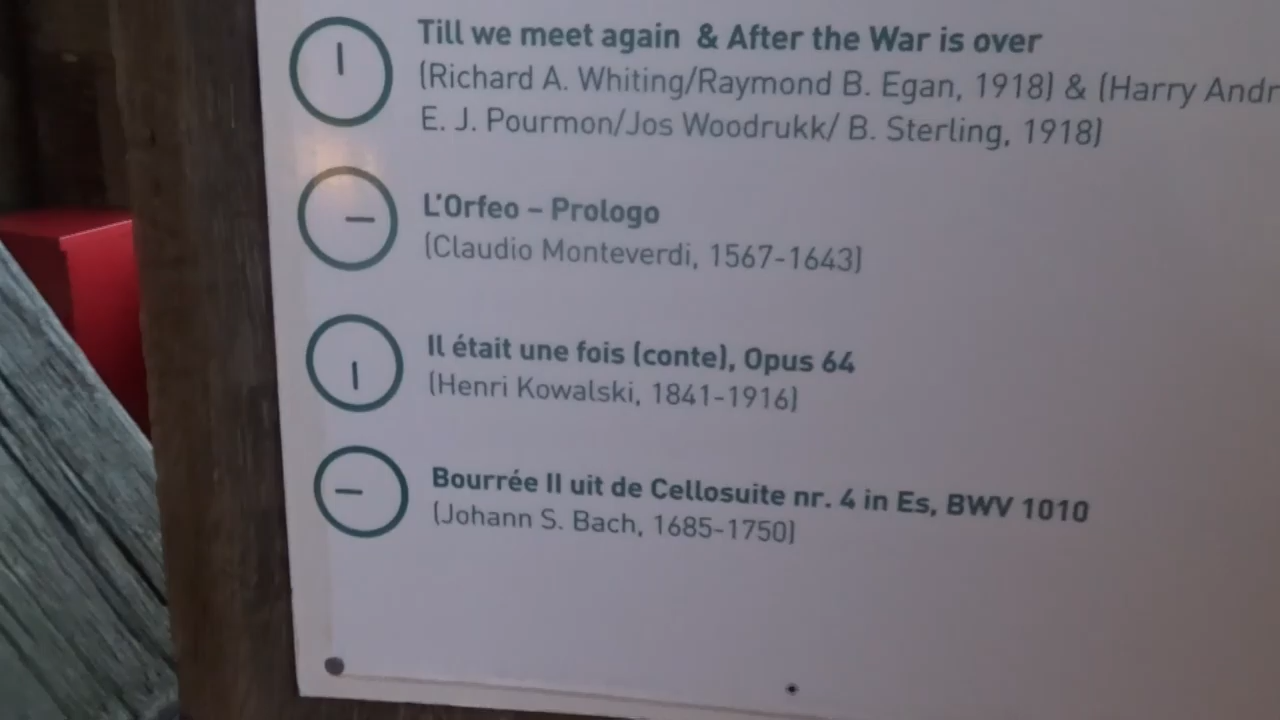 Till we meet again & After the War is over
(Richard A. Whiting/Raymond B. Egan, 1918) & (Harry Andr
E. J. Pourmon/Jos Woodrukk/ B. Sterling, 1918)
L'Orfeo – Prologo
(Claudio Monteverdi, 1567-1643)
Il était une fois (conte), Opus 64
(Henri Kowalski, 1841-1916)
Bourrée II uit de Cellosuite nr. 4 in Es, BWV 1010
(Johann S. Bach, 1685-1750)